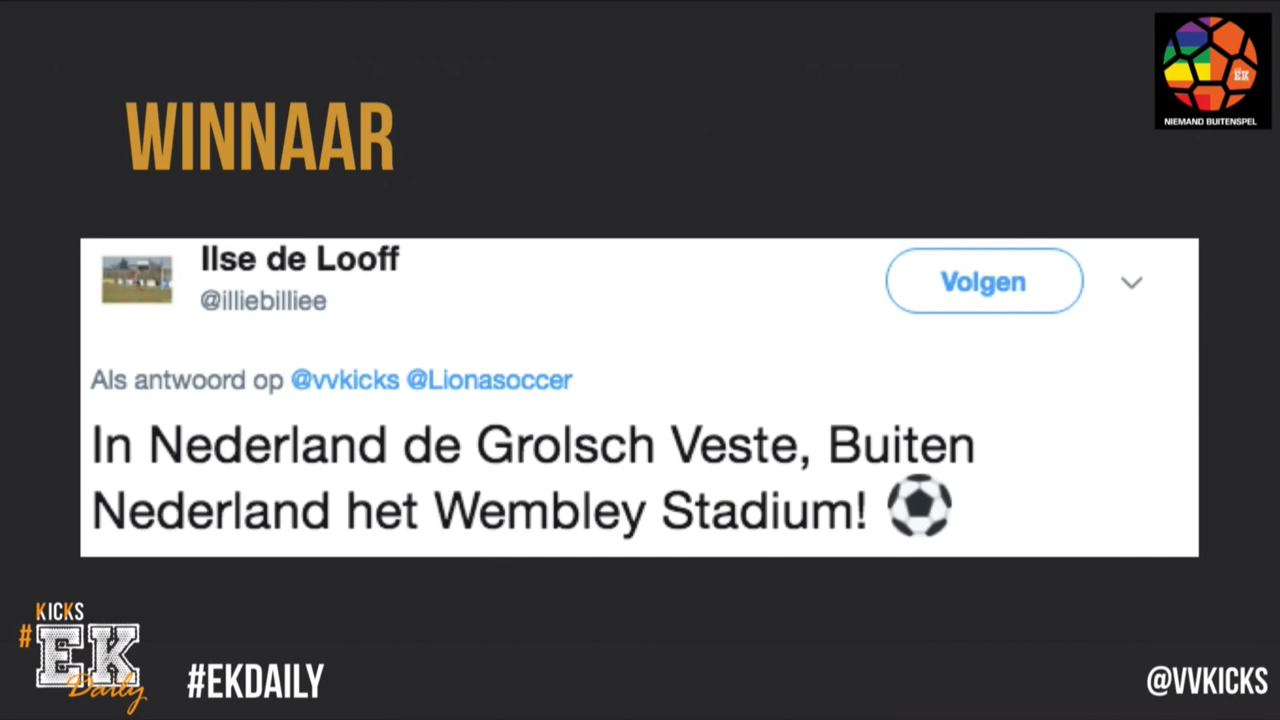 NIEMAND BUITENSPEL
EK
WINNAAR
Ilse de Looff
@illiebilliee
Volgen
Als antwoord op @vvkicks @Lionasoccer
In Nederland de Grolsch Veste, Buiten
Nederland het Wembley Stadium! ⚽
KICKS
#EK
Daily
#EKDAILY
@VVKICKS